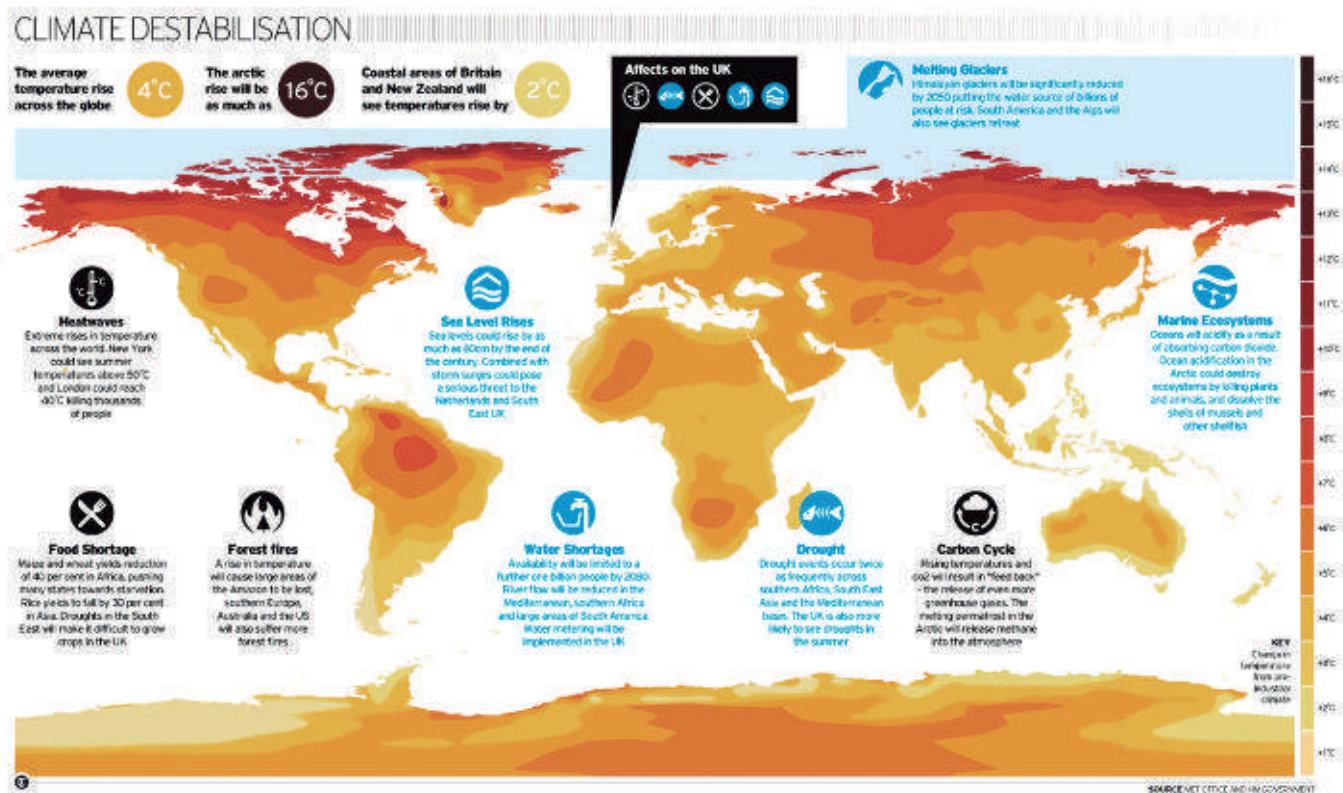 CLIMATE DESTABILISATION
The average
temperature rise
across the globe
4°C
The arctic
rise will be
as much as
16°C
Coastal areas of Britain
and New Zealand will
see temperatures rise by
2°C
Affects on the UK
Melting Glaciers
Himalayan glaciers will be significantly reduced
by 2050 putting the water source of billions of
people at risk. South America and the Alps will
also see glaciers retreat
Heatwaves
Extreme rises in temperature
across the world. New York
could see summer
temperatures above 50°C
and London could reach
40°C killing thousands
of people
Sea Level Rises
Sea levels could rise by as
much as 80cm by the end of
the century. Combined with
storm surges could pose
a serious threat to the
Netherlands and South
East UK
Marine Ecosystems
Oceans will acidify as a result
of absorbing carbon dioxide.
Ocean acidification in the
Arctic could destroy
ecosystems by killing plants
and animals, and dissolve the
shells of mussels and
other shellfish
Food Shortage
Maize and wheat yields reduction
of 40 per cent in Africa, pushing
many states towards starvation.
Rice yields to fall by 30 per cent
in Asia. Droughts in the South
East will make it difficult to grow
crops in the UK
Forest fires
A rise in temperature
will cause large areas of
the Amazon to be lost,
southern Europe,
Australia and the US
will also suffer more
forest fires
Water Shortages
Availability will be limited to a
further one billion people by 2080.
River flow will be reduced in the
Mediterranean, southern Africa
and large areas of South America
Water metering will be
implemented in the UK
Drought
Drought events occur twice
as frequently across
southern Africa, South East
Asia and the Mediterranean
basin. The UK is also more
likely to see droughts in
the summer
Carbon Cycle
Rising temperatures and
co2 will result in "feed back"
- the release of even more
greenhouse gases. The
melting permafrost in the
Arctic will release methane
into the atmosphere
+16°C
+15°C
+14°C
+13°C
+12°C
+11°C
+10°C
+9°C
+8°C
+7°C
+6°C
+5°C
+4°C
+3°C
+2°C
+1°C
KEY
Change in
temperature
from pre-
industrial
climate
SOURCE MET OFFICE AND HM GOVERNMENT